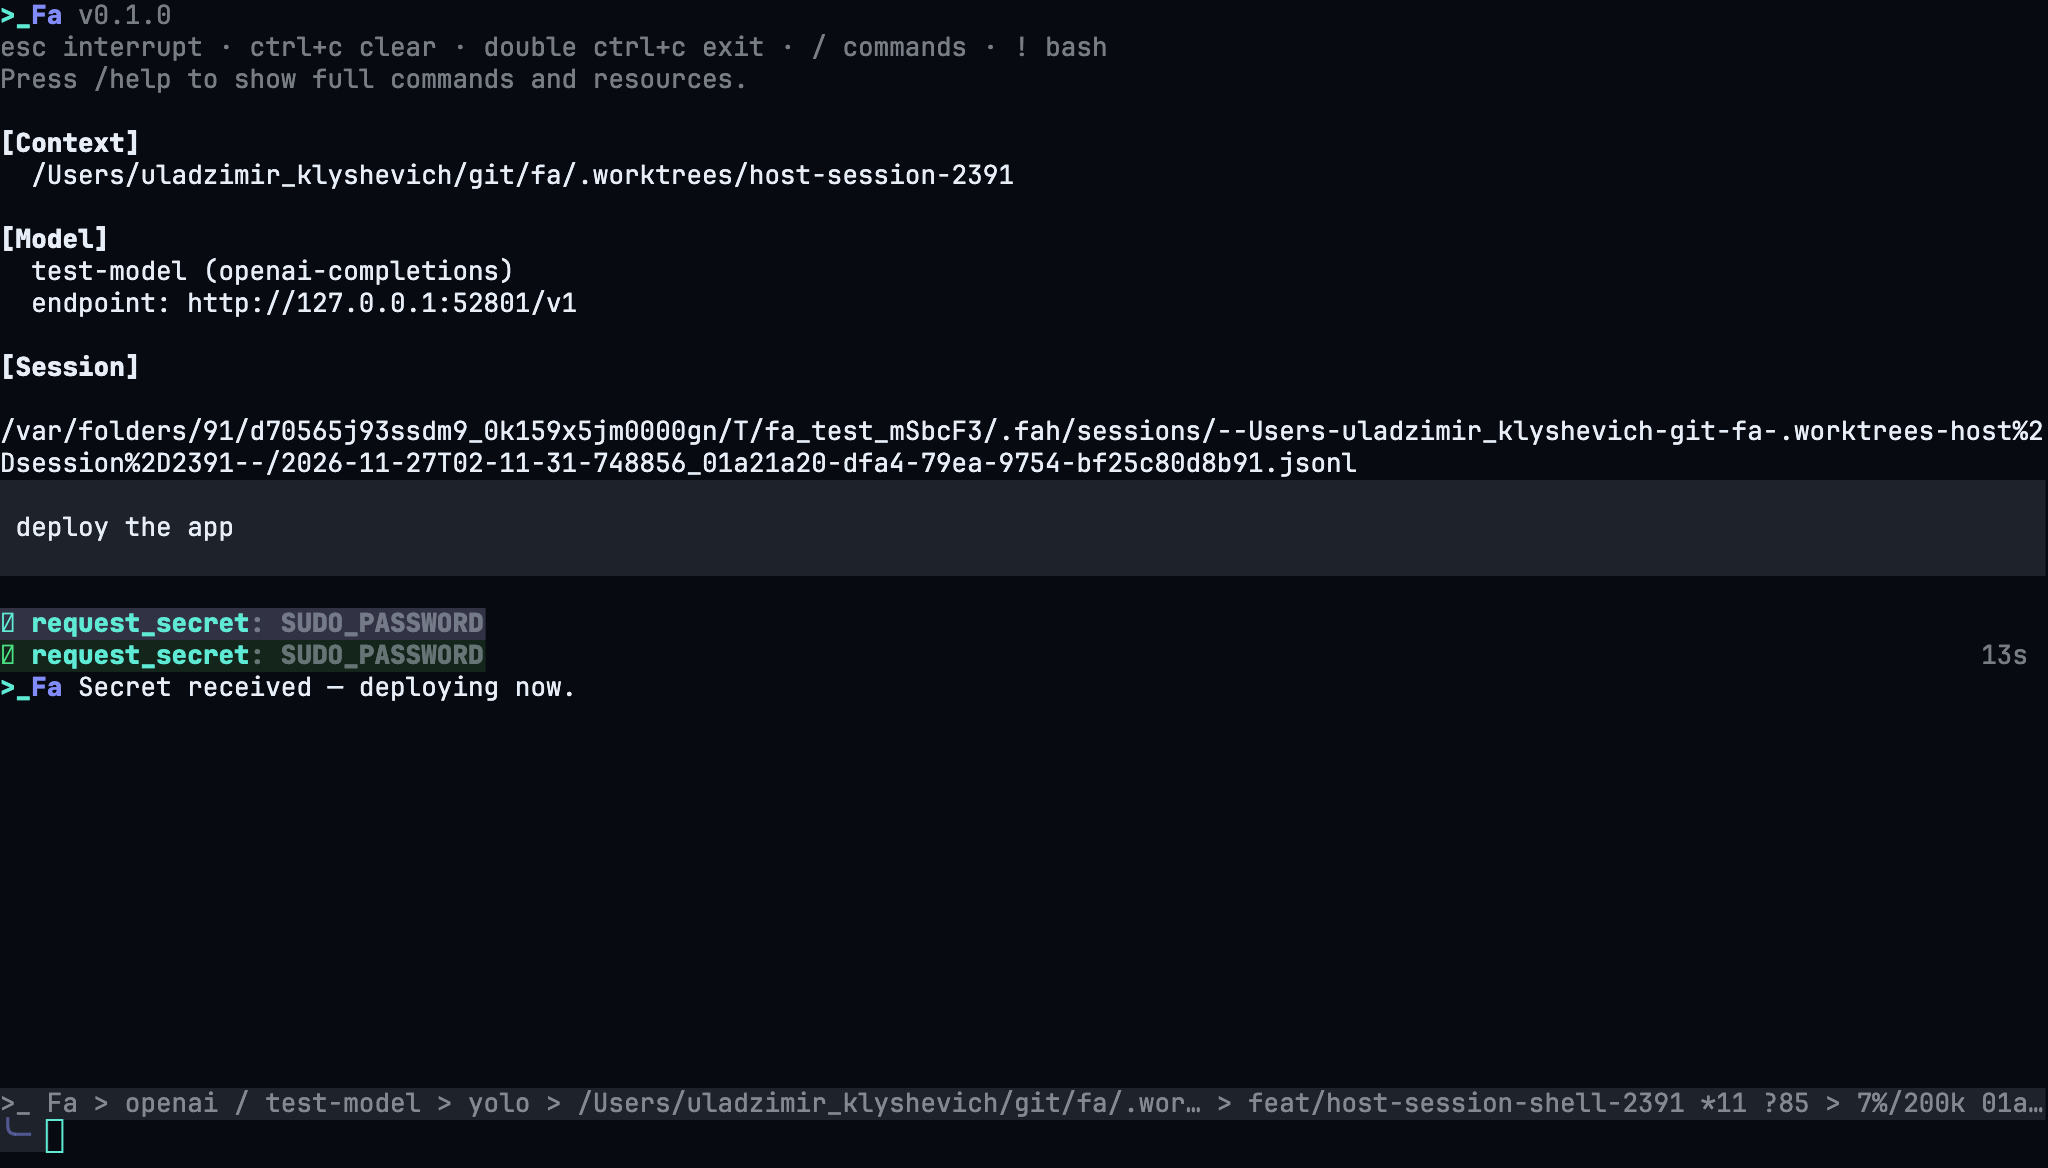 >_Fa v0.1.0
esc interrupt · ctrl+c clear · double ctrl+c exit · / commands · ! bash
Press /help to show full commands and resources.
[Context]
/Users/uladzimir_klyshevich/git/fa/.worktrees/host-session-2391
[Model]
test-model (openai-completions)
endpoint: http://127.0.0.1:52801/v1
[Session]
/var/folders/91/d70565j93ssdm9_0k159x5jm0000gn/T/fa_test_mSbcF3/.fah/sessions/--Users-uladzimir_klyshevich-git-fa-.worktrees-host%2
Dsession%2D2391--/2026-11-27T02-11-31-748856_01a21a20-dfa4-79ea-9754-bf25c80d8b91.jsonl
deploy the app
request_secret: SUDO_PASSWORD
request_secret: SUDO_PASSWORD 13s
>_Fa Secret received — deploying now.
>_ Fa > openai / test-model > yolo > /Users/uladzimir_klyshevich/git/fa/.wor… > feat/host-session-shell-2391 *11 ?85 > 7%/200k 01a…